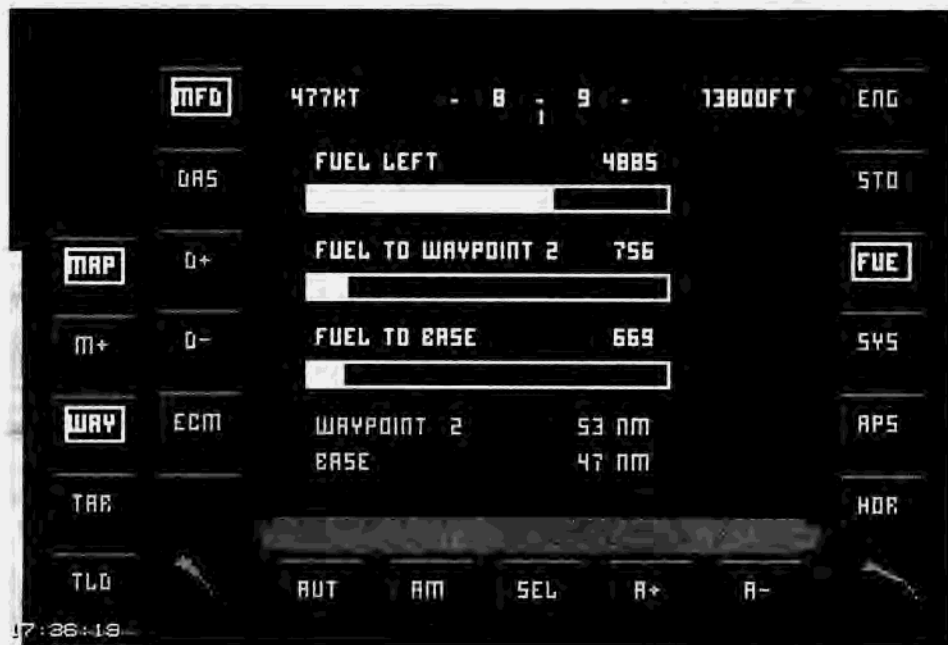 MFD 477KT - 8 - 9 - 13800FT ENG
1
FUEL LEFT 4885
DAS STO
FUEL TO WAYPOINT 2 756
MAP D+ FUE
FUEL TO BASE 669
M+ D- SYS
WAY ECM WAYPOINT 2 53 NM APS
BASE 47 NM
TAR
TLD AUT AM SEL A+ A-
17:36:19